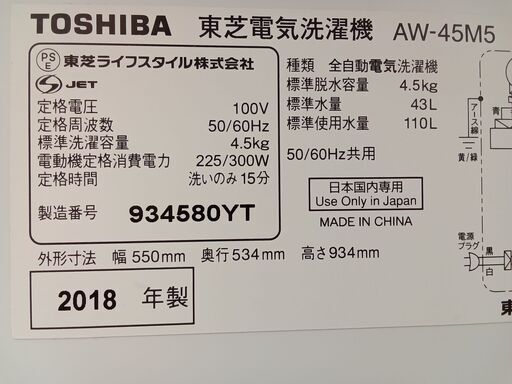 TOSHIBA 東芝電気洗濯機 AW-45M5
PSE 東芝ライフスタイル株式会社
S JET
定格電圧 100V
定格周波数 50/60Hz
標準洗濯容量 4.5kg
電動機定格消費電力 225/300W
定格時間 洗いのみ15分
製造番号 934580YT
種類 全自動電気洗濯機
標準脱水容量 4.5kg
標準水量 43L
標準使用水量 110L
50/60Hz共用
日本国内専用
Use Only in Japan
MADE IN CHINA
外形寸法 幅 550mm 奥行 534mm 高さ 934mm
2018 年製
アース線
青
黄/緑
電源
プラグ
黒
白